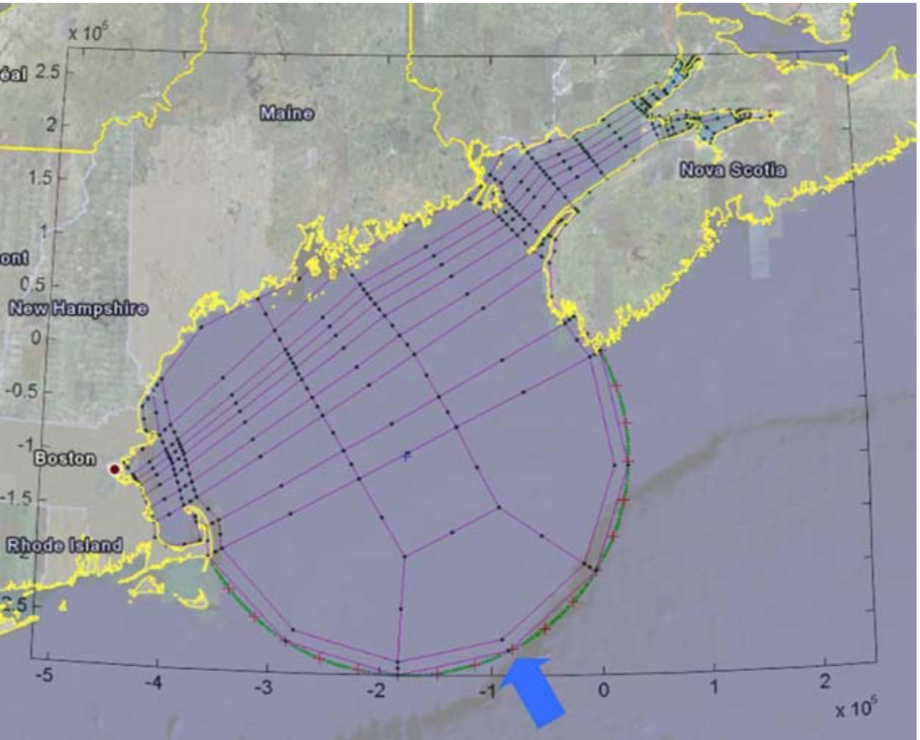 x 10⁵
2.5
éal
Maine
2
1.5
Nova Scotia
1
ont
0.5
New Hampshire
0
-0.5
-1
Boston
-1.5
Rhode Island
2
2.5
-5
-4
-3
-2
-1
0
1
2
x 10⁵